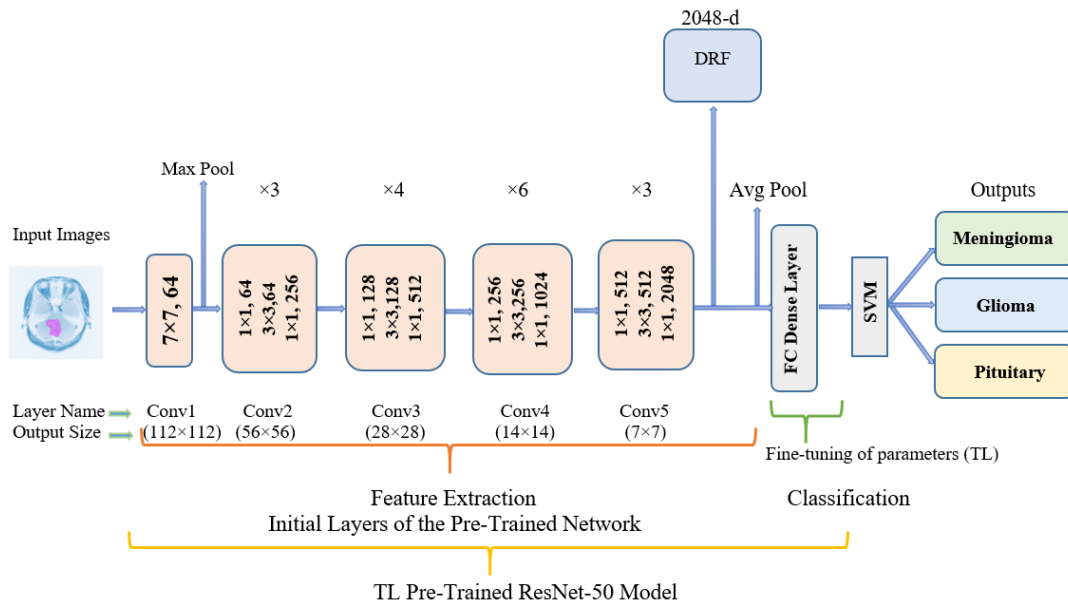 2048-d
DRF
Max Pool
×3
×4
×6
×3
Avg Pool
Outputs
Input Images
7×7, 64
1×1, 64
3×3,64
1×1, 256
1×1, 128
3×3,128
1×1, 512
1×1, 256
3×3,256
1×1, 1024
1×1, 512
3×3, 512
1×1, 2048
FC Dense Layer
SVM
Meningioma
Glioma
Pituitary
Layer Name
Conv1
Conv2
Conv3
Conv4
Conv5
Output Size
(112×112)
(56×56)
(28×28)
(14×14)
(7×7)
Fine-tuning of parameters (TL)
Feature Extraction
Initial Layers of the Pre-Trained Network
Classification
TL Pre-Trained ResNet-50 Model